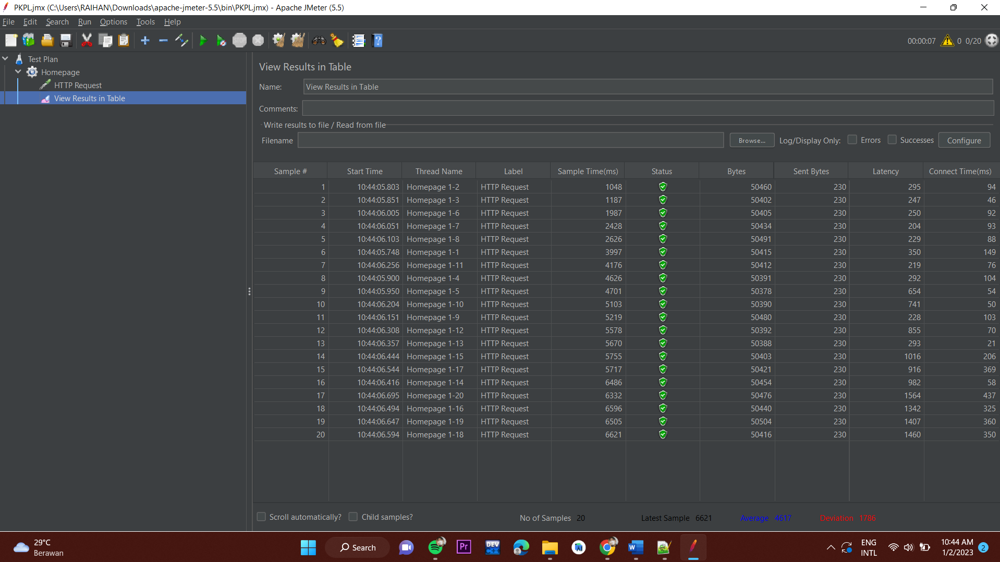 PKPL.jmx (C:\Users\RAIHAN\Downloads\apache-jmeter-5.5\bin\PKPL.jmx) - Apache JMeter (5.5)
File Edit Search Run Options Tools Help
STOP 00:00:07 0 0/20
Test Plan
Homepage
HTTP Request
View Results in Table
View Results in Table
Name: View Results in Table
Comments:
Write results to file / Read from file
Filename Browse... Log/Display Only: Errors Successes Configure
Sample # Start Time Thread Name Label Sample Time(ms) Status Bytes Sent Bytes Latency Connect Time(ms)
1 10:44:05.803 Homepage 1-2 HTTP Request 1048 50460 230 295 94
2 10:44:05.851 Homepage 1-3 HTTP Request 1187 50402 230 247 46
3 10:44:06.005 Homepage 1-6 HTTP Request 1987 50405 230 250 92
4 10:44:06.051 Homepage 1-7 HTTP Request 2428 50434 230 204 93
5 10:44:06.103 Homepage 1-8 HTTP Request 2626 50491 230 229 88
6 10:44:05.748 Homepage 1-1 HTTP Request 3997 50415 230 350 149
7 10:44:06.256 Homepage 1-11 HTTP Request 4176 50412 230 219 76
8 10:44:05.900 Homepage 1-4 HTTP Request 4626 50391 230 292 104
9 10:44:05.950 Homepage 1-5 HTTP Request 4701 50378 230 654 54
10 10:44:06.204 Homepage 1-10 HTTP Request 5103 50390 230 741 50
11 10:44:06.151 Homepage 1-9 HTTP Request 5219 50480 230 228 103
12 10:44:06.308 Homepage 1-12 HTTP Request 5578 50392 230 855 70
13 10:44:06.357 Homepage 1-13 HTTP Request 5670 50388 230 293 21
14 10:44:06.444 Homepage 1-15 HTTP Request 5755 50403 230 1016 206
15 10:44:06.544 Homepage 1-17 HTTP Request 5717 50421 230 916 369
16 10:44:06.416 Homepage 1-14 HTTP Request 6486 50454 230 982 58
17 10:44:06.695 Homepage 1-20 HTTP Request 6332 50476 230 1564 437
18 10:44:06.494 Homepage 1-16 HTTP Request 6596 50440 230 1342 325
19 10:44:06.647 Homepage 1-19 HTTP Request 6505 50504 230 1407 360
20 10:44:06.594 Homepage 1-18 HTTP Request 6621 50416 230 1460 350
Scroll automatically? Child samples? No of Samples 20 Latest Sample 6621 Average 4617 Deviation 1786
29°C
Berawan
Search
Pr
DEV
W
ENG
INTL
10:44 AM
1/2/2023
2